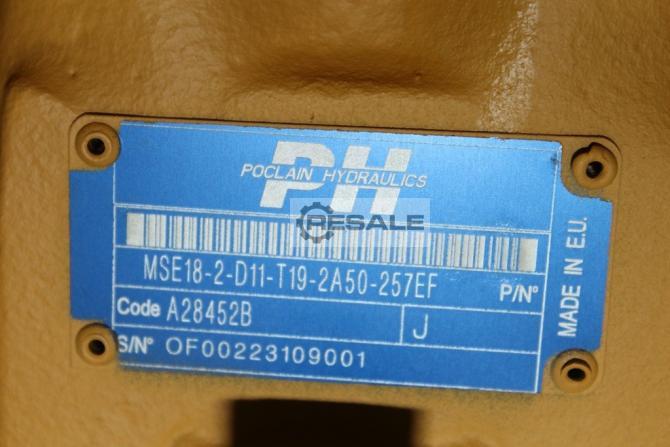 PH
POCLAIN HYDRAULICS
RESALE
MSE18-2-D11-T19-2A50-257EF P/N°
Code A28452B J
S/N° OF00223109001
MADE IN E.U.